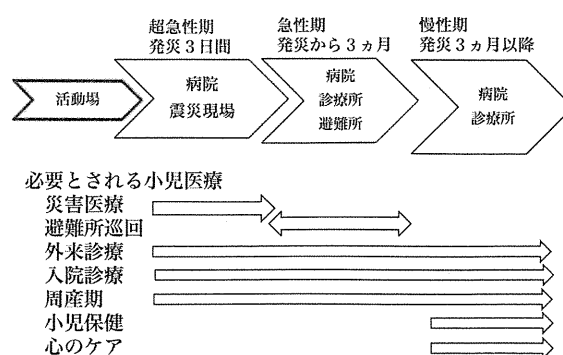 超急性期
発災３日間
急性期
発災から３ヵ月
慢性期
発災３ヵ月以降
活動場
病院
震災現場
病院
診療所
避難所
病院
診療所
必要とされる小児医療
災害医療
避難所巡回
外来診療
入院診療
周産期
小児保健
心のケア